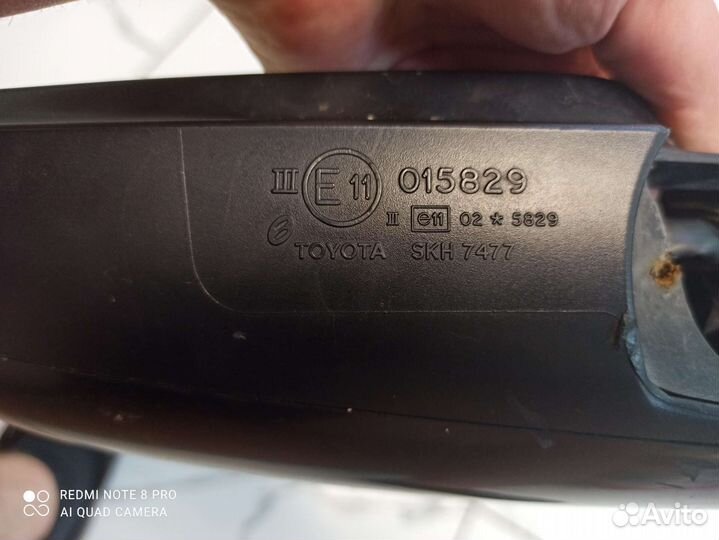 III E 11 015829
II e11 02 * 5829
TOYOTA SKH 7477
REDMI NOTE 8 PRO
AI QUAD CAMERA
Avito